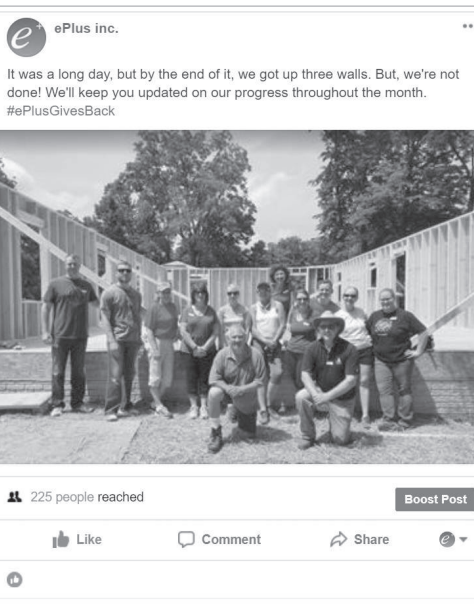 ePlus inc.
It was a long day, but by the end of it, we got up three walls. But, we're not
done! We'll keep you updated on our progress throughout the month.
#ePlusGivesBack
225 people reached
Boost Post
Like
Comment
Share